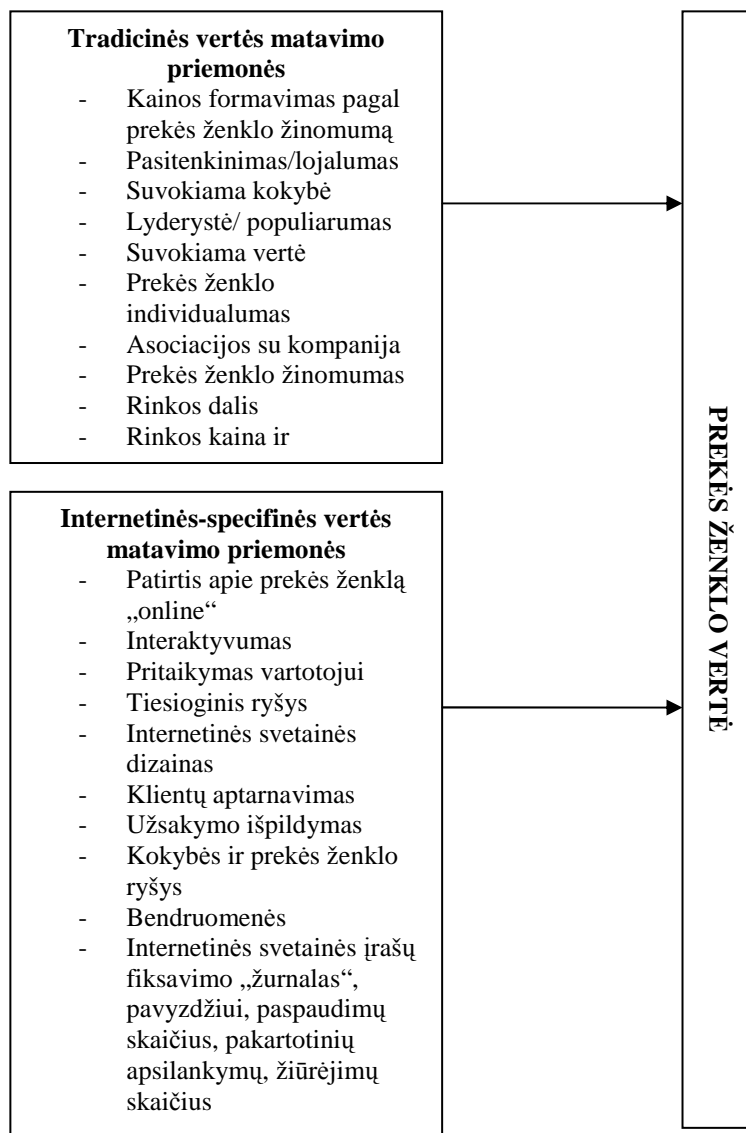 Tradicinės vertės matavimo
priemonės
- Kainos formavimas pagal
prekės ženklo žinomumą
- Pasitenkinimas/lojalumas
- Suvokiama kokybė
- Lyderystė/ populiarumas
- Suvokiama vertė
- Prekės ženklo
individualumas
- Asociacijos su kompanija
- Prekės ženklo žinomumas
- Rinkos dalis
- Rinkos kaina ir
Internetinės-specifinės vertės
matavimo priemonės
- Patirtis apie prekės ženklą
„online“
- Interaktyvumas
- Pritaikymas vartotojui
- Tiesioginis ryšys
- Internetinės svetainės
dizainas
- Klientų aptarnavimas
- Užsakymo išpildymas
- Kokybės ir prekės ženklo
ryšys
- Bendruomenės
- Internetinės svetainės įrašų
fiksavimo „žurnalas“,
pavyzdžiui, paspaudimų
skaičius, pakartotinių
apsilankymų, žiūrėjimų
skaičius
PREKĖS ŽENKLO VERTĖ